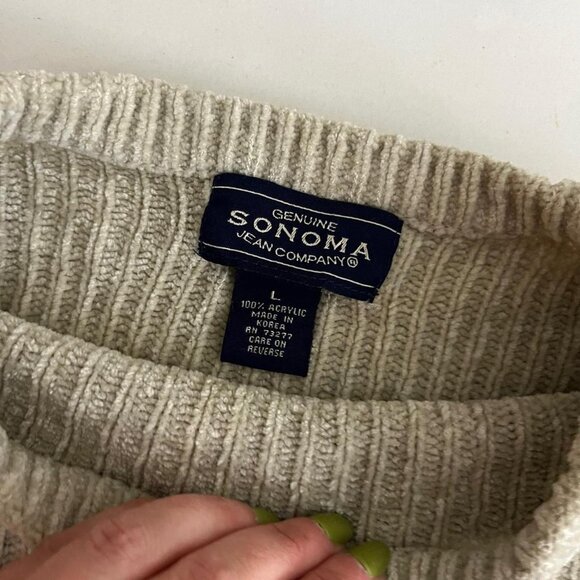 GENUINE
SONOMA
JEAN COMPANY®
L
100% ACRYLIC
MADE IN
KOREA
RN 73277
CARE ON
REVERSE